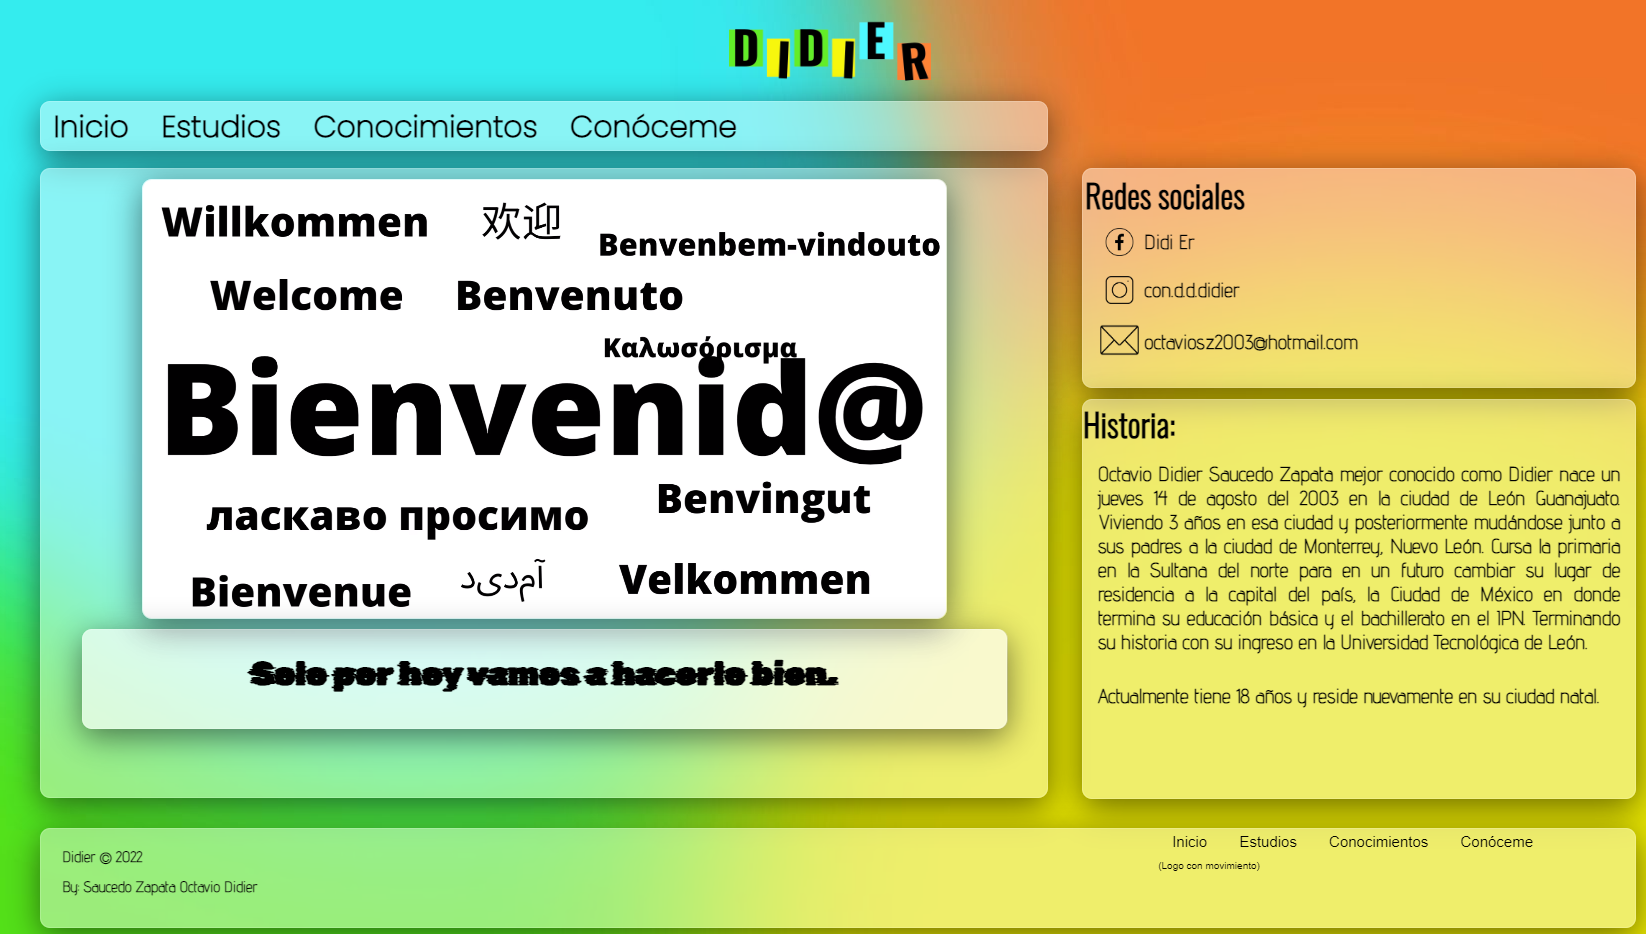 DIDIER
Inicio Estudios Conocimientos Conóceme
Willkommen 欢迎 Benvenbem-vindouto
Welcome Benvenuto
Καλωσόρισμα
Bienvenid@
ласкаво просимо Benvingut
Bienvenue آمدید Velkommen
Solo por hoy vamos a hacerlo bien.
Redes sociales
Didi Er
con.d.d.didier
octaviosz2003@hotmail.com
Historia:
Octavio Didier Saucedo Zapata mejor conocido como Didier nace un
jueves 14 de agosto del 2003 en la ciudad de León Guanajuato.
Viviendo 3 años en esa ciudad y posteriormente mudándose junto a
sus padres a la ciudad de Monterrey, Nuevo León. Cursa la primaria
en la Sultana del norte para en un futuro cambiar su lugar de
residencia a la capital del país, la Ciudad de México en donde
termina su educación básica y el bachillerato en el IPN. Terminando
su historia con su ingreso en la Universidad Tecnológica de León.
Actualmente tiene 18 años y reside nuevamente en su ciudad natal.
Didier © 2022
By: Saucedo Zapata Octavio Didier
Inicio Estudios Conocimientos Conóceme
(Logo con movimiento)